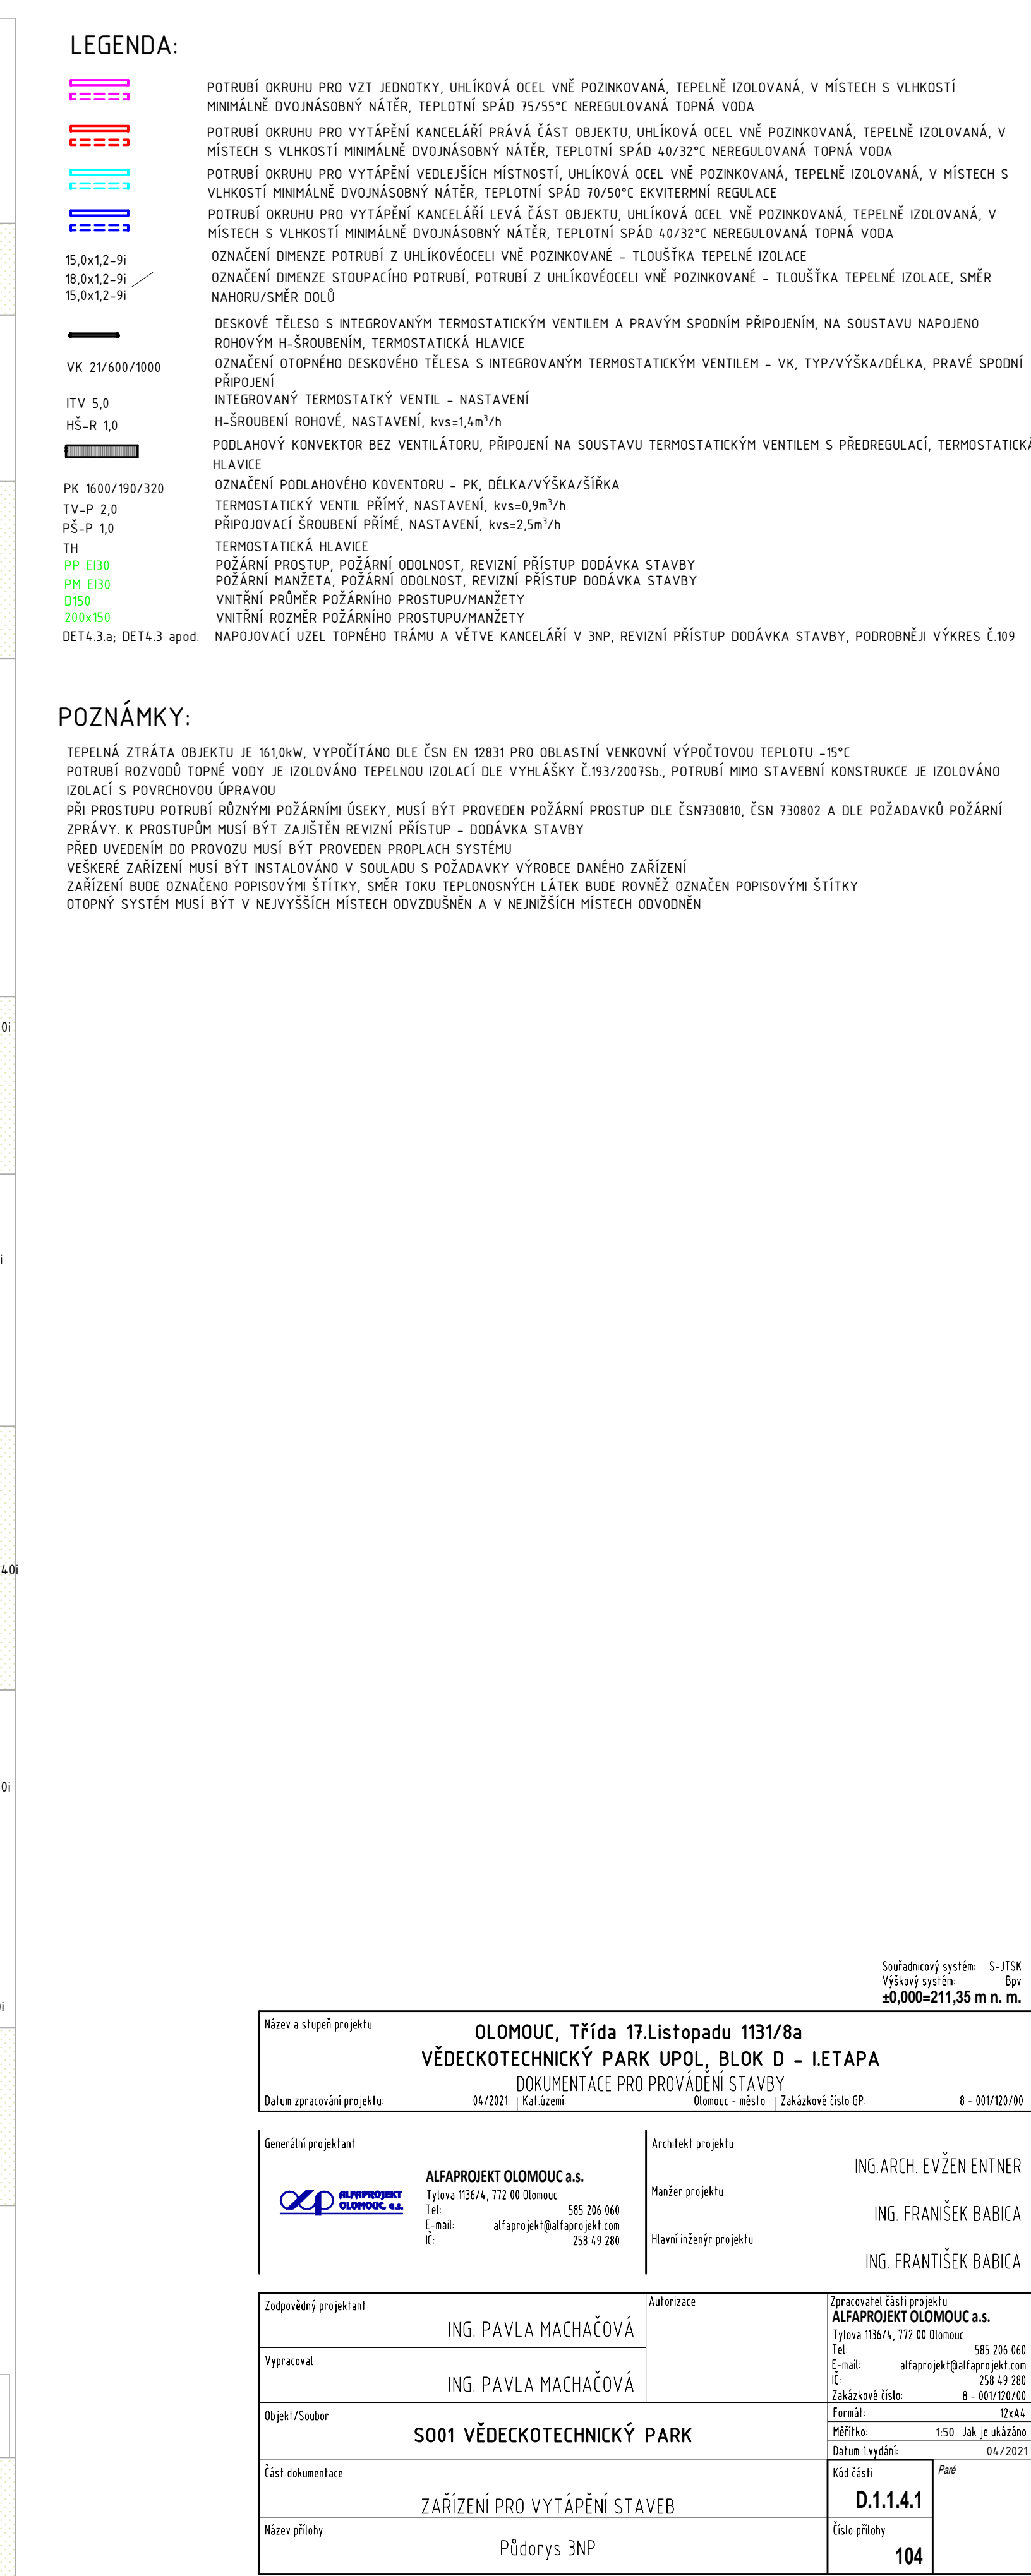 LEGENDA:
POTRUBÍ OKRUHU PRO VZT JEDNOTKY, UHLÍKOVÁ OCEL VNĚ POZINKOVANÁ, TEPELNĚ IZOLOVANÁ, V MÍSTECH S VLHKOSTÍ
MINIMÁLNĚ DVOJNÁSOBNÝ NÁTĚR, TEPLOTNÍ SPÁD 75/55°C NEREGULOVANÁ TOPNÁ VODA
POTRUBÍ OKRUHU PRO VYTÁPĚNÍ KANCELÁŘÍ PRÁVÁ ČÁST OBJEKTU, UHLÍKOVÁ OCEL VNĚ POZINKOVANÁ, TEPELNĚ IZOLOVANÁ, V
MÍSTECH S VLHKOSTÍ MINIMÁLNĚ DVOJNÁSOBNÝ NÁTĚR, TEPLOTNÍ SPÁD 40/32°C NEREGULOVANÁ TOPNÁ VODA
POTRUBÍ OKRUHU PRO VYTÁPĚNÍ VEDLEJŠÍCH MÍSTNOSTÍ, UHLÍKOVÁ OCEL VNĚ POZINKOVANÁ, TEPELNĚ IZOLOVANÁ, V MÍSTECH S
VLHKOSTÍ MINIMÁLNĚ DVOJNÁSOBNÝ NÁTĚR, TEPLOTNÍ SPÁD 70/50°C EKVITERMNÍ REGULACE
POTRUBÍ OKRUHU PRO VYTÁPĚNÍ KANCELÁŘÍ LEVÁ ČÁST OBJEKTU, UHLÍKOVÁ OCEL VNĚ POZINKOVANÁ, TEPELNĚ IZOLOVANÁ, V
MÍSTECH S VLHKOSTÍ MINIMÁLNĚ DVOJNÁSOBNÝ NÁTĚR, TEPLOTNÍ SPÁD 40/32°C NEREGULOVANÁ TOPNÁ VODA
15,0x1,2-9i OZNAČENÍ DIMENZE POTRUBÍ Z UHLÍKOVÉOCELI VNĚ POZINKOVANÉ - TLOUŠŤKA TEPELNÉ IZOLACE
18,0x1,2-9i OZNAČENÍ DIMENZE STOUPACÍHO POTRUBÍ, POTRUBÍ Z UHLÍKOVÉOCELI VNĚ POZINKOVANÉ - TLOUŠŤKA TEPELNÉ IZOLACE, SMĚR
15,0x1,2-9i NAHORU/SMĚR DOLŮ
DESKOVÉ TĚLESO S INTEGROVANÝM TERMOSTATICKÝM VENTILEM A PRAVÝM SPODNÍM PŘIPOJENÍM, NA SOUSTAVU NAPOJENO
ROHOVÝM H-ŠROUBENÍM, TERMOSTATICKÁ HLAVICE
VK 21/600/1000 OZNAČENÍ OTOPNÉHO DESKOVÉHO TĚLESA S INTEGROVANÝM TERMOSTATICKÝM VENTILEM - VK, TYP/VÝŠKA/DÉLKA, PRAVÉ SPODNÍ
PŘIPOJENÍ
ITV 5,0 INTEGROVANÝ TERMOSTATKÝ VENTIL - NASTAVENÍ
HŠ-R 1,0 H-ŠROUBENÍ ROHOVÉ, NASTAVENÍ, kvs=1,4m³/h
PODLAHOVÝ KONVEKTOR BEZ VENTILÁTORU, PŘIPOJENÍ NA SOUSTAVU TERMOSTATICKÝM VENTILEM S PŘEDREGULACÍ, TERMOSTATICKÁ
HLAVICE
PK 1600/190/320 OZNAČENÍ PODLAHOVÉHO KOVENTORU - PK, DÉLKA/VÝŠKA/ŠÍŘKA
TV-P 2,0 TERMOSTATICKÝ VENTIL PŘÍMÝ, NASTAVENÍ, kvs=0,9m³/h
PŠ-P 1,0 PŘIPOJOVACÍ ŠROUBENÍ PŘÍMÉ, NASTAVENÍ, kvs=2,5m³/h
TH TERMOSTATICKÁ HLAVICE
PP EI30 POŽÁRNÍ PROSTUP, POŽÁRNÍ ODOLNOST, REVIZNÍ PŘÍSTUP DODÁVKA STAVBY
PM EI30 POŽÁRNÍ MANŽETA, POŽÁRNÍ ODOLNOST, REVIZNÍ PŘÍSTUP DODÁVKA STAVBY
D150 VNITŘNÍ PRŮMĚR POŽÁRNÍHO PROSTUPU/MANŽETY
200x150 VNITŘNÍ ROZMĚR POŽÁRNÍHO PROSTUPU/MANŽETY
DET4.3.a; DET4.3 apod. NAPOJOVACÍ UZEL TOPNÉHO TRÁMU A VĚTVE KANCELÁŘÍ V 3NP, REVIZNÍ PŘÍSTUP DODÁVKA STAVBY, PODROBNĚJI VÝKRES Č.109
POZNÁMKY:
TEPELNÁ ZTRÁTA OBJEKTU JE 161,0kW, VYPOČÍTÁNO DLE ČSN EN 12831 PRO OBLASTNÍ VENKOVNÍ VÝPOČTOVOU TEPLOTU -15°C
POTRUBÍ ROZVODŮ TOPNÉ VODY JE IZOLOVÁNO TEPELNOU IZOLACÍ DLE VYHLÁŠKY Č.193/2007Sb., POTRUBÍ MIMO STAVEBNÍ KONSTRUKCE JE IZOLOVÁNO
IZOLACÍ S POVRCHOVOU ÚPRAVOU
PŘI PROSTUPU POTRUBÍ RŮZNÝMI POŽÁRNÍMI ÚSEKY, MUSÍ BÝT PROVEDEN POŽÁRNÍ PROSTUP DLE ČSN730810, ČSN 730802 A DLE POŽADAVKŮ POŽÁRNÍ
ZPRÁVY. K PROSTUPŮM MUSÍ BÝT ZAJIŠTĚN REVIZNÍ PŘÍSTUP - DODÁVKA STAVBY
PŘED UVEDENÍM DO PROVOZU MUSÍ BÝT PROVEDEN PROPLACH SYSTÉMU
VEŠKERÉ ZAŘÍZENÍ MUSÍ BÝT INSTALOVÁNO V SOULADU S POŽADAVKY VÝROBCE DANÉHO ZAŘÍZENÍ
ZAŘÍZENÍ BUDE OZNAČENO POPISOVÝMI ŠTÍTKY, SMĚR TOKU TEPLONOSNÝCH LÁTEK BUDE ROVNĚŽ OZNAČEN POPISOVÝMI ŠTÍTKY
OTOPNÝ SYSTÉM MUSÍ BÝT V NEJVYŠŠÍCH MÍSTECH ODVZDUŠNĚN A V NEJNIŽŠÍCH MÍSTECH ODVODNĚN
0i
i
40i
0i
Souřadnicový systém: S-JTSK
Výškový systém: Bpv
±0,000=211,35 m n. m.
Název a stupeň projektu
OLOMOUC, Třída 17.Listopadu 1131/8a
VĚDECKOTECHNICKÝ PARK UPOL, BLOK D - I.ETAPA
DOKUMENTACE PRO PROVÁDĚNÍ STAVBY
Datum zpracování projektu: 04/2021 Kat.území: Olomouc - město Zakázkové číslo GP: 8 - 001/120/00
Generální projektant
ALFAPROJEKT OLOMOUC, a.s.
ALFAPROJEKT OLOMOUC a.s.
Tylova 1136/4, 772 00 Olomouc
Tel: 585 206 060
E-mail: alfaprojekt@alfaprojekt.com
IČ: 258 49 280
Architekt projektu
ING.ARCH. EVŽEN ENTNER
Manžer projektu
ING. FRANIŠEK BABICA
Hlavní inženýr projektu
ING. FRANTIŠEK BABICA
Zodpovědný projektant
ING. PAVLA MACHAČOVÁ
Vypracoval
ING. PAVLA MACHAČOVÁ
Autorizace
Zpracovatel části projektu
ALFAPROJEKT OLOMOUC a.s.
Tylova 1136/4, 772 00 Olomouc
Tel: 585 206 060
E-mail: alfaprojekt@alfaprojekt.com
IČ: 258 49 280
Zakázkové číslo: 8 - 001/120/00
Formát: 12xA4
Měřítko: 1:50 Jak je ukázáno
Datum 1.vydání: 04/2021
Objekt/Soubor
SO01 VĚDECKOTECHNICKÝ PARK
Část dokumentace
ZAŘÍZENÍ PRO VYTÁPĚNÍ STAVEB
Název přílohy
Půdorys 3NP
Kód části
D.1.1.4.1
Paré
Číslo přílohy
104